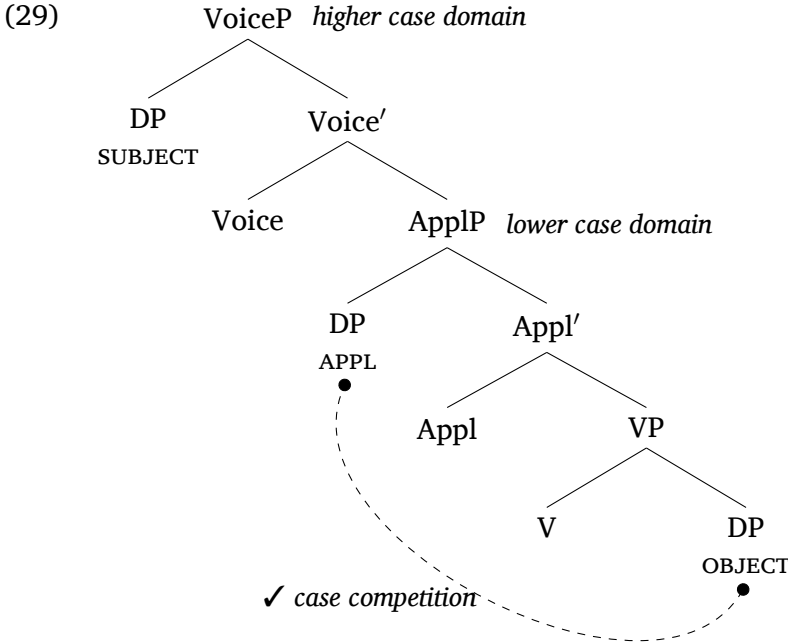 (29) VoiceP higher case domain
DP Voice′
SUBJECT
Voice ApplP lower case domain
DP Appl′
APPL
Appl VP
V DP
OBJECT
✓ case competition